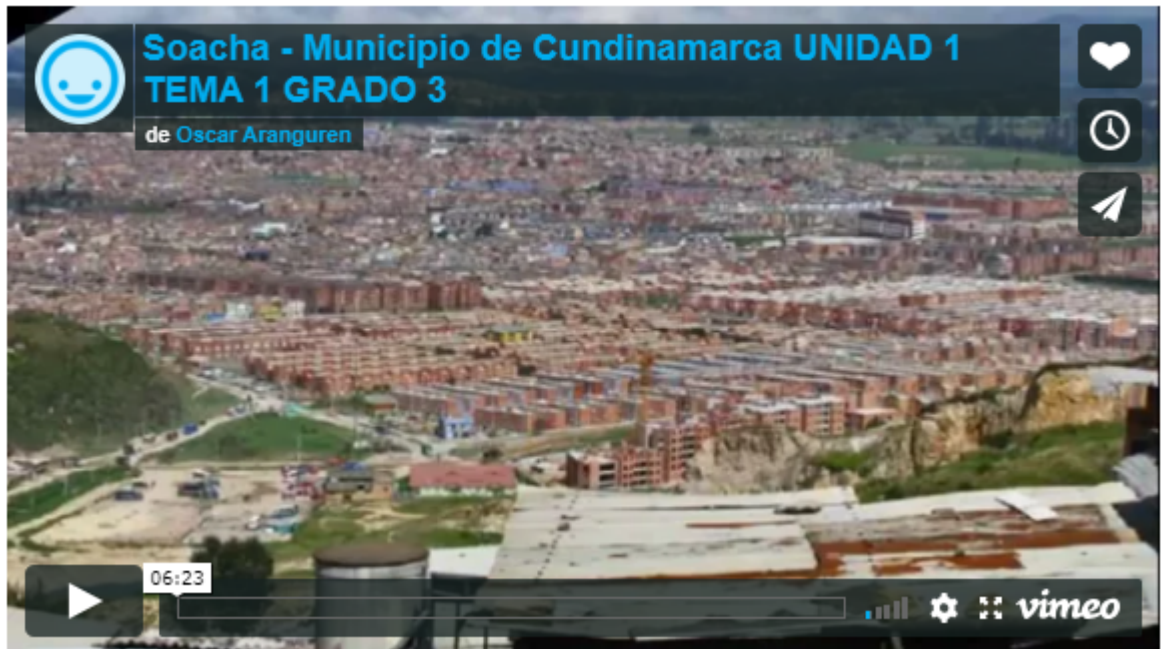 Soacha - Municipio de Cundinamarca UNIDAD 1
TEMA 1 GRADO 3
de Oscar Aranguren
06:23
vimeo